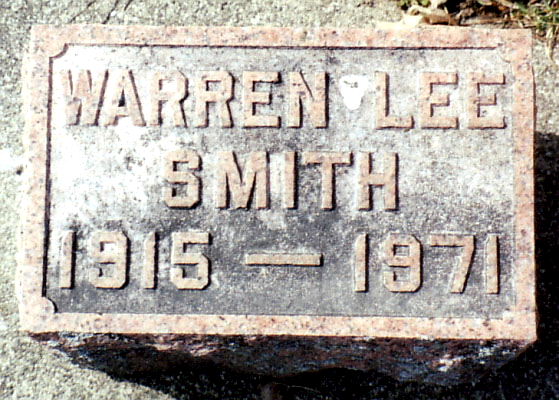 WARREN LEE
SMITH
1915 — 1971